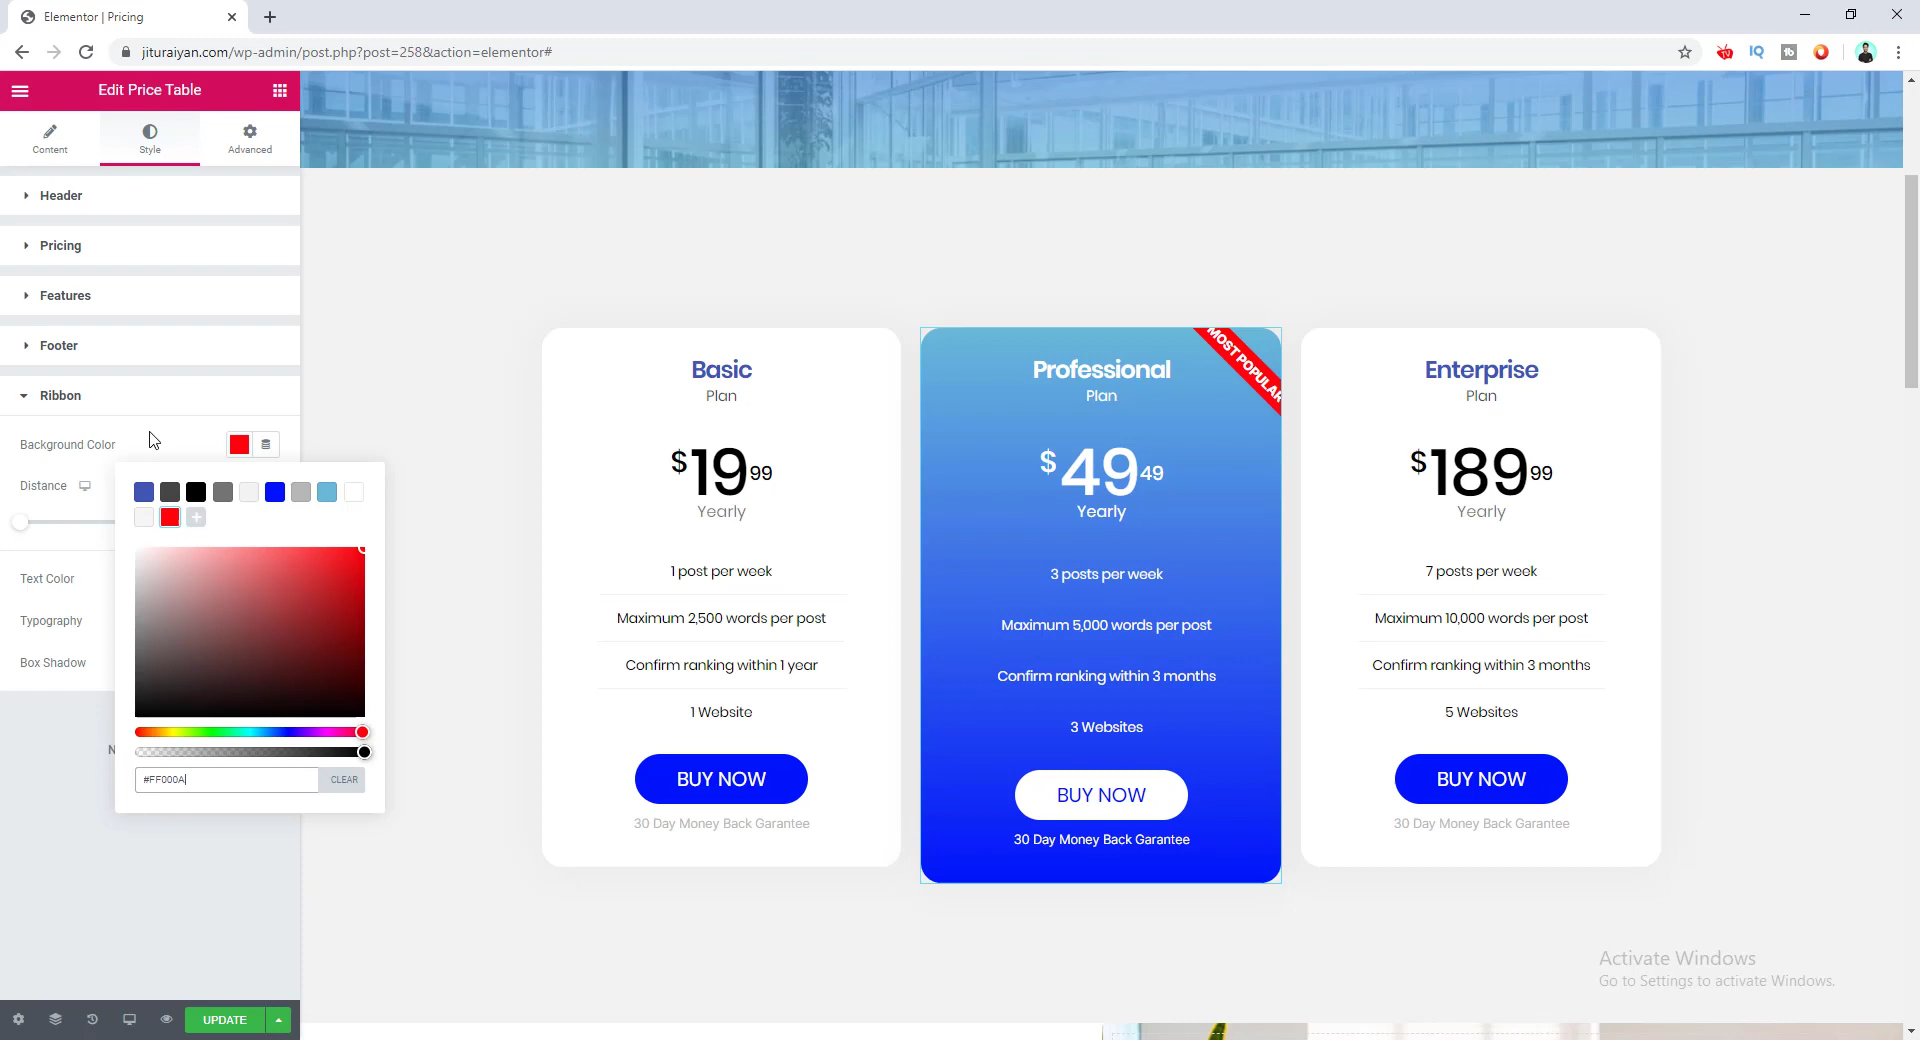 Elementor | Pricing
jituraiyan.com/wp-admin/post.php?post=258&action=elementor#
Edit Price Table
Content
Style
Advanced
Header
Pricing
Features
Footer
Ribbon
Background Color
Distance
Text Color
Typography
Box Shadow
N
#FF000A
CLEAR
UPDATE
Basic
Plan
$19.99
Yearly
1 post per week
Maximum 2,500 words per post
Confirm ranking within 1 year
1 Website
BUY NOW
30 Day Money Back Garantee
MOST POPULAR
Professional
Plan
$49 49
Yearly
3 posts per week
Maximum 5,000 words per post
Confirm ranking within 3 months
3 Websites
BUY NOW
30 Day Money Back Garantee
Enterprise
Plan
$189 99
Yearly
7 posts per week
Maximum 10,000 words per post
Confirm ranking within 3 months
5 Websites
BUY NOW
30 Day Money Back Garantee
Activate Windows
Go to Settings to activate Windows.